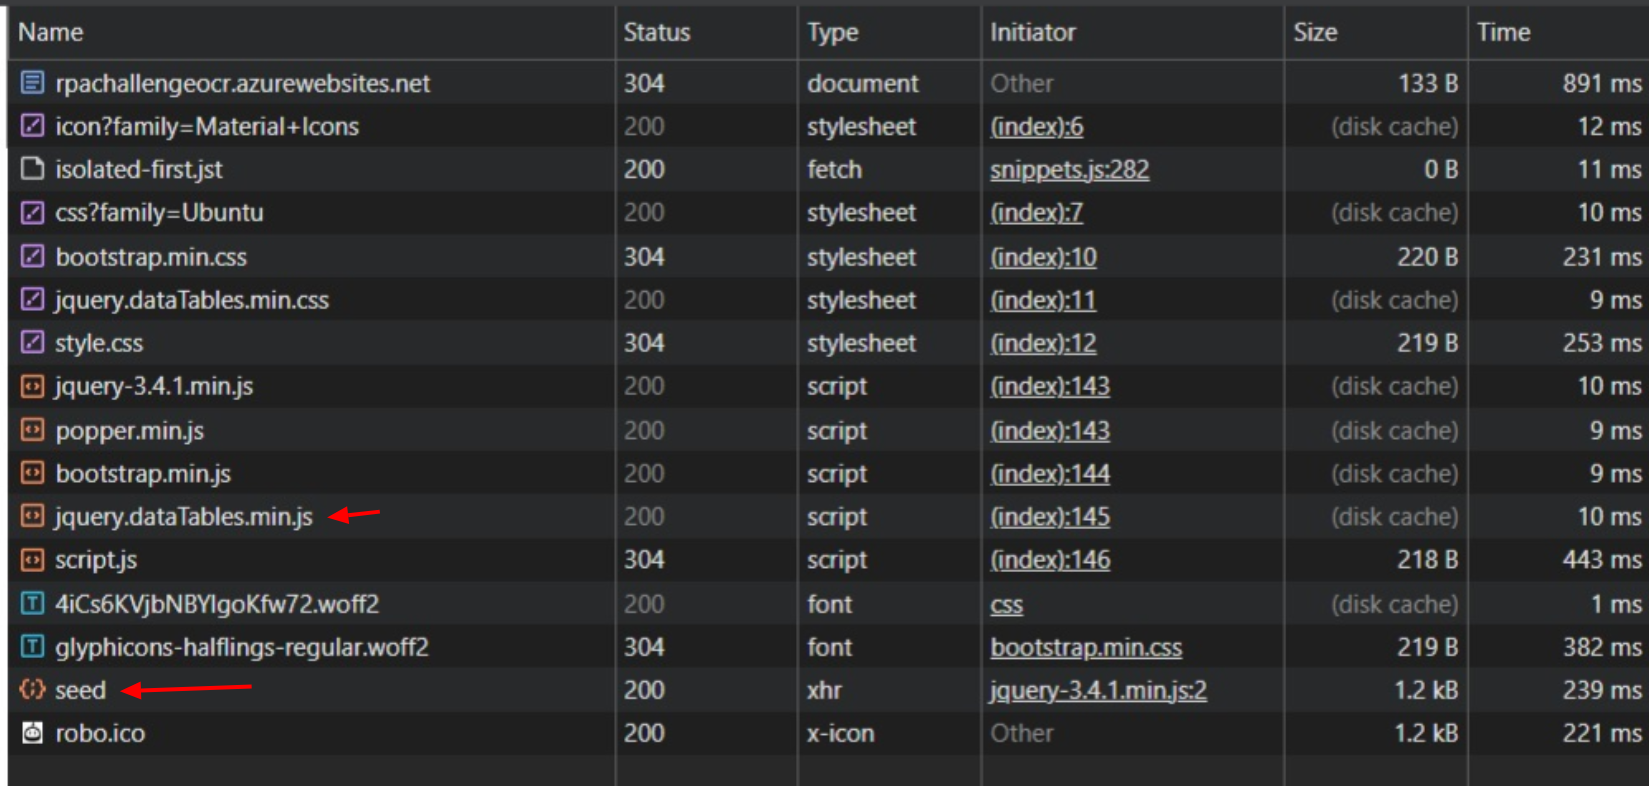 Name Status Type Initiator Size Time
rpachallengeocr.azurewebsites.net 304 document Other 133 B 891 ms
icon?family=Material+Icons 200 stylesheet (index):6 (disk cache) 12 ms
isolated-first.jst 200 fetch snippets.js:282 0 B 11 ms
css?family=Ubuntu 200 stylesheet (index):7 (disk cache) 10 ms
bootstrap.min.css 304 stylesheet (index):10 220 B 231 ms
jquery.dataTables.min.css 200 stylesheet (index):11 (disk cache) 9 ms
style.css 304 stylesheet (index):12 219 B 253 ms
jquery-3.4.1.min.js 200 script (index):143 (disk cache) 10 ms
popper.min.js 200 script (index):143 (disk cache) 9 ms
bootstrap.min.js 200 script (index):144 (disk cache) 9 ms
jquery.dataTables.min.js 200 script (index):145 (disk cache) 10 ms
script.js 304 script (index):146 218 B 443 ms
4iCs6KVjbNBYlgoKfw72.woff2 200 font css (disk cache) 1 ms
glyphicons-halflings-regular.woff2 304 font bootstrap.min.css 219 B 382 ms
seed 200 xhr jquery-3.4.1.min.js:2 1.2 kB 239 ms
robo.ico 200 x-icon Other 1.2 kB 221 ms